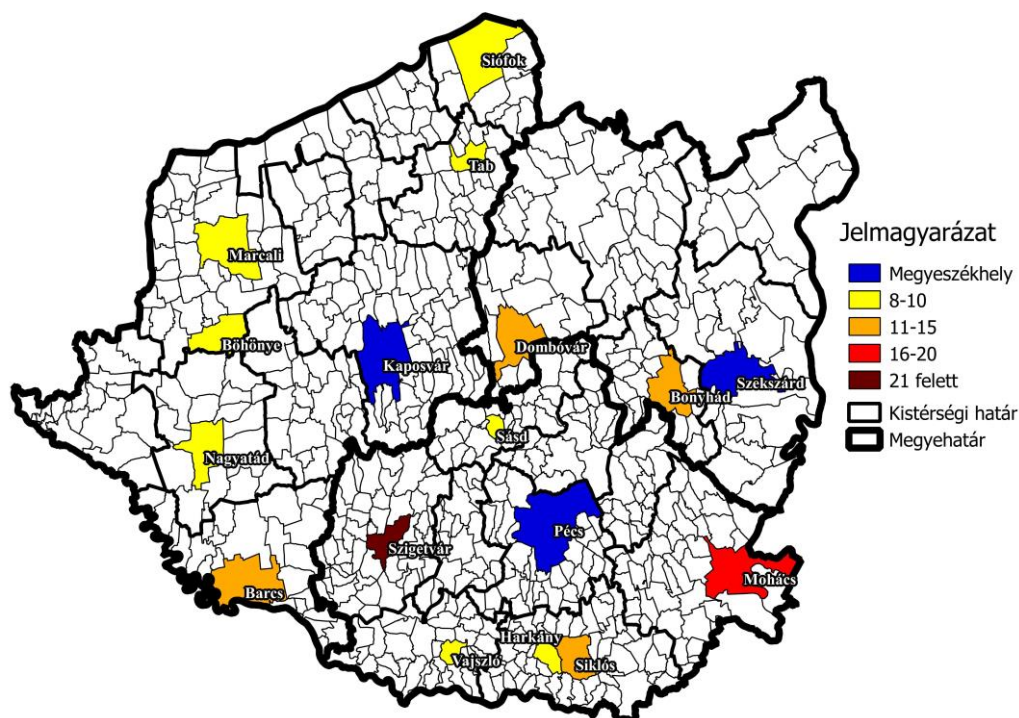 Siófok
Tab
Marcali
Böhönye
Kaposvár
Dombóvár
Bonyhád
Szekszárd
Sásd
Nagyatád
Szigetvár
Pécs
Mohács
Barcs
Harkány
Vajszló
Siklós
Jelmagyarázat
Megyeszékhely
8-10
11-15
16-20
21 felett
Kistérségi határ
Megyehatár